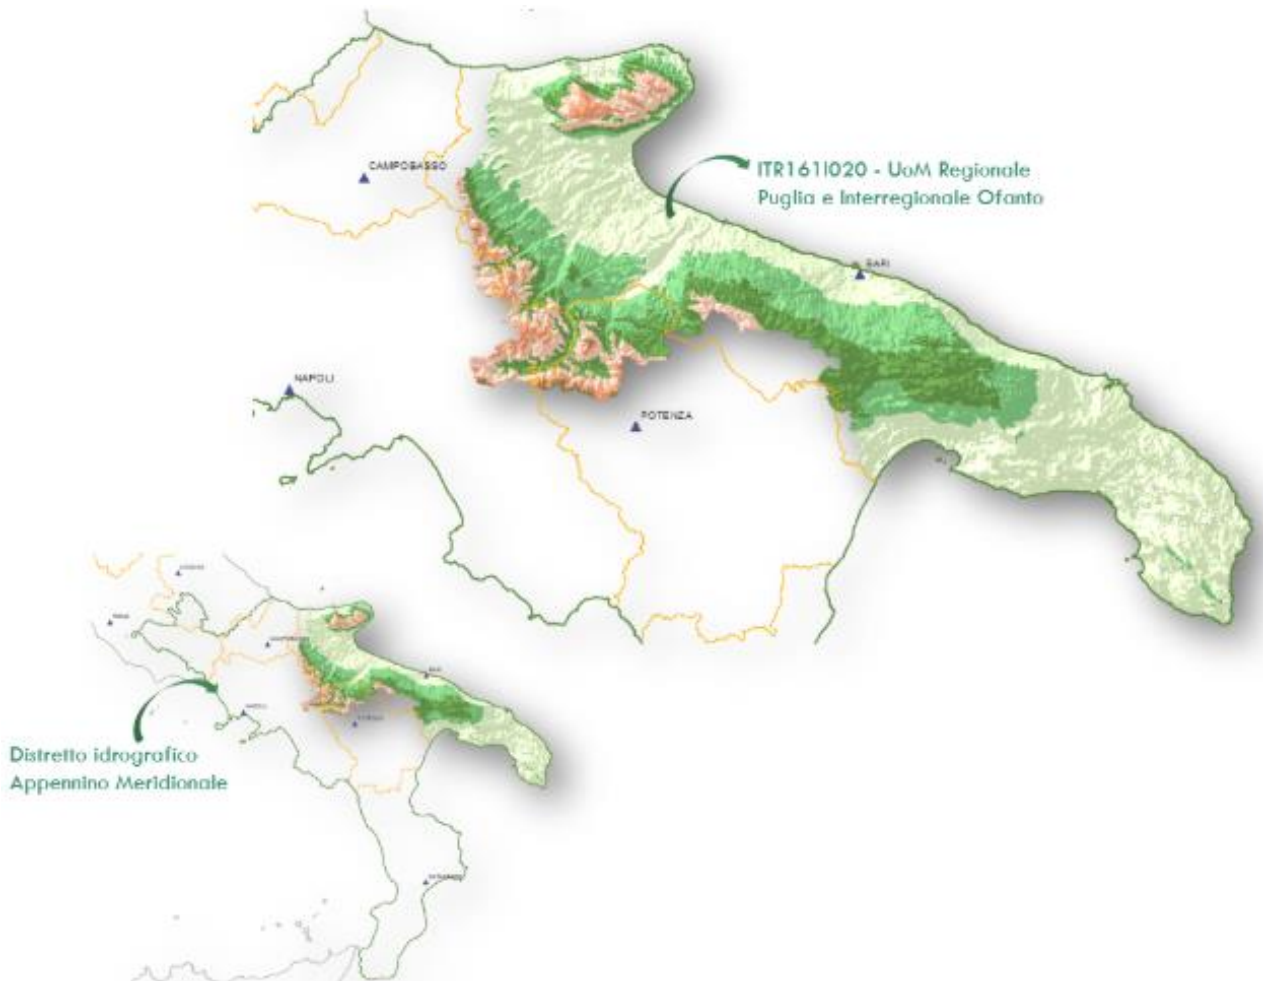 CAMPOBASSO
ITR161I020 - UoM Regionale
Puglia e Interregionale Ofanto
BARI
NAPOLI
POTENZA
Distretto idrografico
Appennino Meridionale